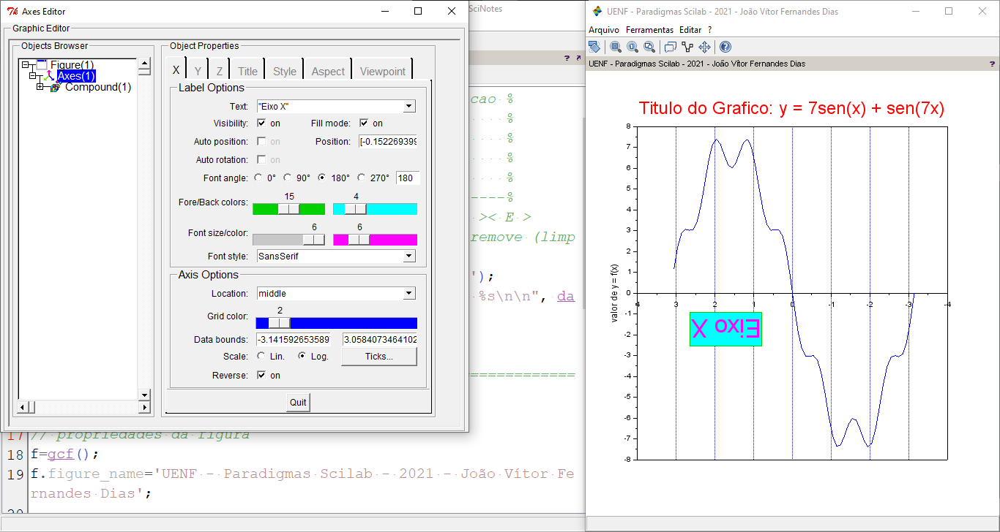 Axes Editor
Graphic Editor
Objects Browser
Figure(1)
Axes(1)
Compound(1)
Object Properties
X Y Z Title Style Aspect Viewpoint
Label Options
Text: "Eixo X"
Visibility: on Fill mode: on
Auto position: on Position: [-0.152269399
Auto rotation: on
Font angle: 0° 90° 180° 270° 180
15 4
Fore/Back colors:
6 6
Font size/color:
Font style: SansSerif
Axis Options
Location: middle
2
Grid color:
Data bounds: -3.141592653589 3.0584073464102
Scale: Lin. Log. Ticks...
Reverse: on
Quit
SciNotes
? 
cao %
%
%
%
%
----%
>< E >
remove (limp
');
%s\n\n", da
=============
17 // propriedades da figura
18 f=gcf();
19 f.figure_name='UENF - Paradigmas Scilab - 2021 - João Vítor Fe
rnandes Dias';
UENF - Paradigmas Scilab - 2021 - João Vítor Fernandes Dias
Arquivo Ferramentas Editar ?
UENF - Paradigmas Scilab - 2021 - João Vítor Fernandes Dias ?
Titulo do Grafico: y = 7sen(x) + sen(7x)
8
7
6
5
4
3
2
1
0
4 3 2 1 0 -1 -2 -3 -4
-1
-2
-3
-4
-5
-6
-7
-8
valor de y = f(x)
Eixo X